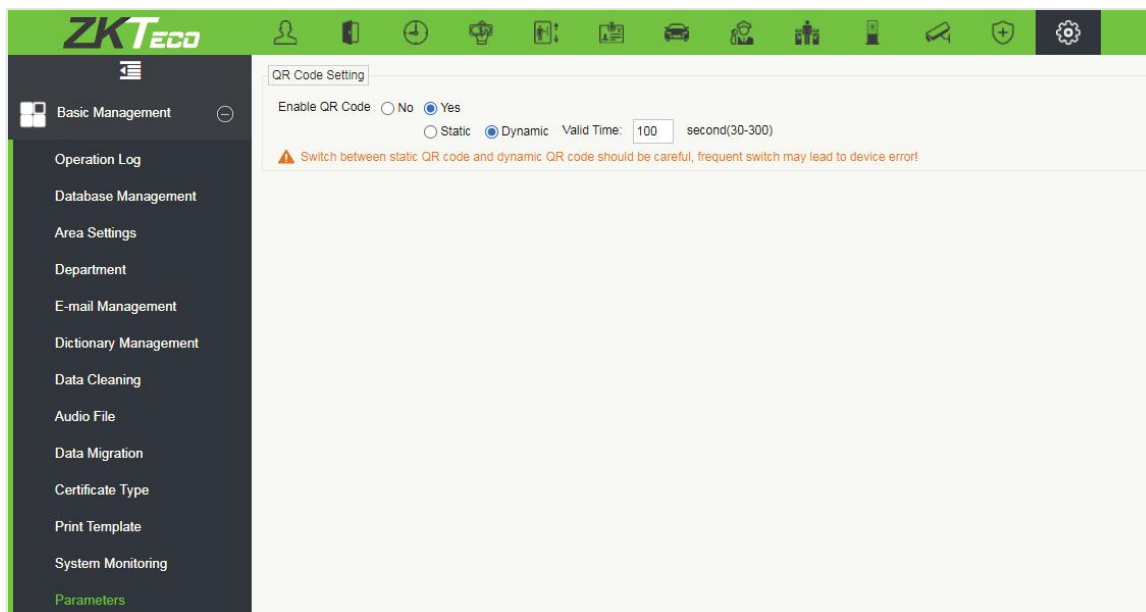 ZKTECO
QR Code Setting
Basic Management
Enable QR Code No Yes
Static Dynamic Valid Time: 100 second(30-300)
Switch between static QR code and dynamic QR code should be careful, frequent switch may lead to device error!
Operation Log
Database Management
Area Settings
Department
E-mail Management
Dictionary Management
Data Cleaning
Audio File
Data Migration
Certificate Type
Print Template
System Monitoring
Parameters